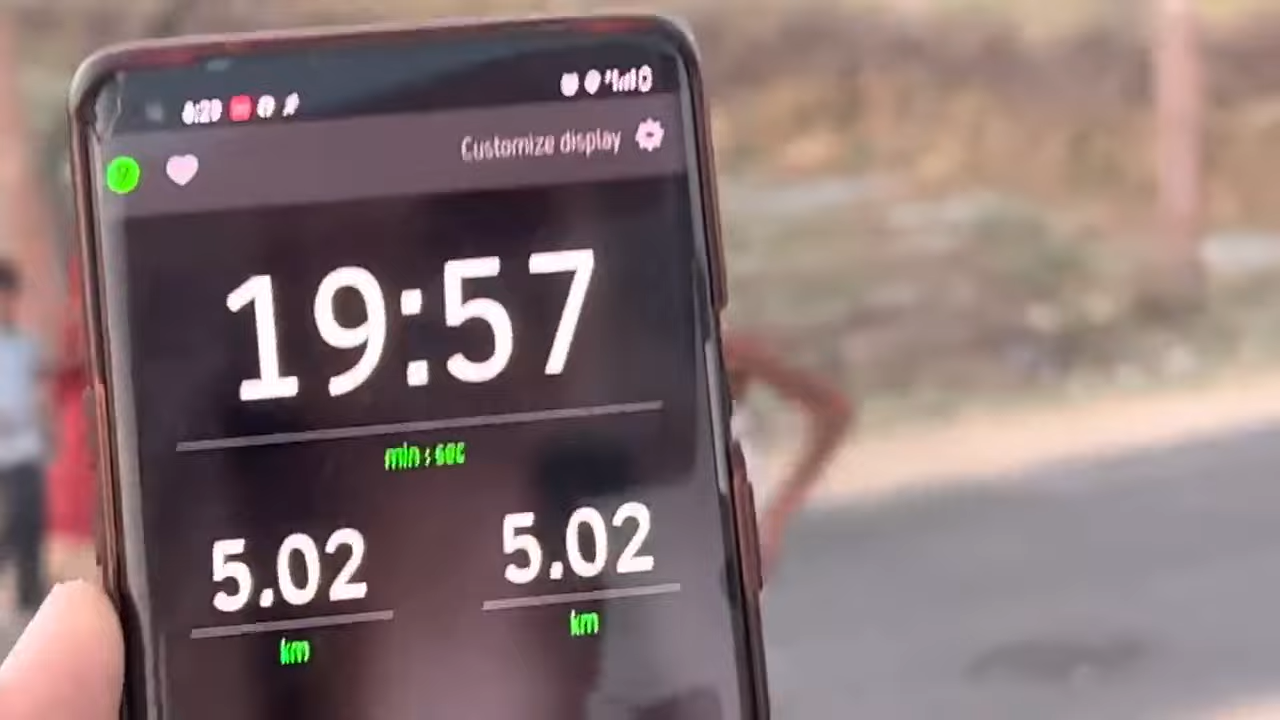 Customize display
19:57
min : sec
5.02 5.02
km km